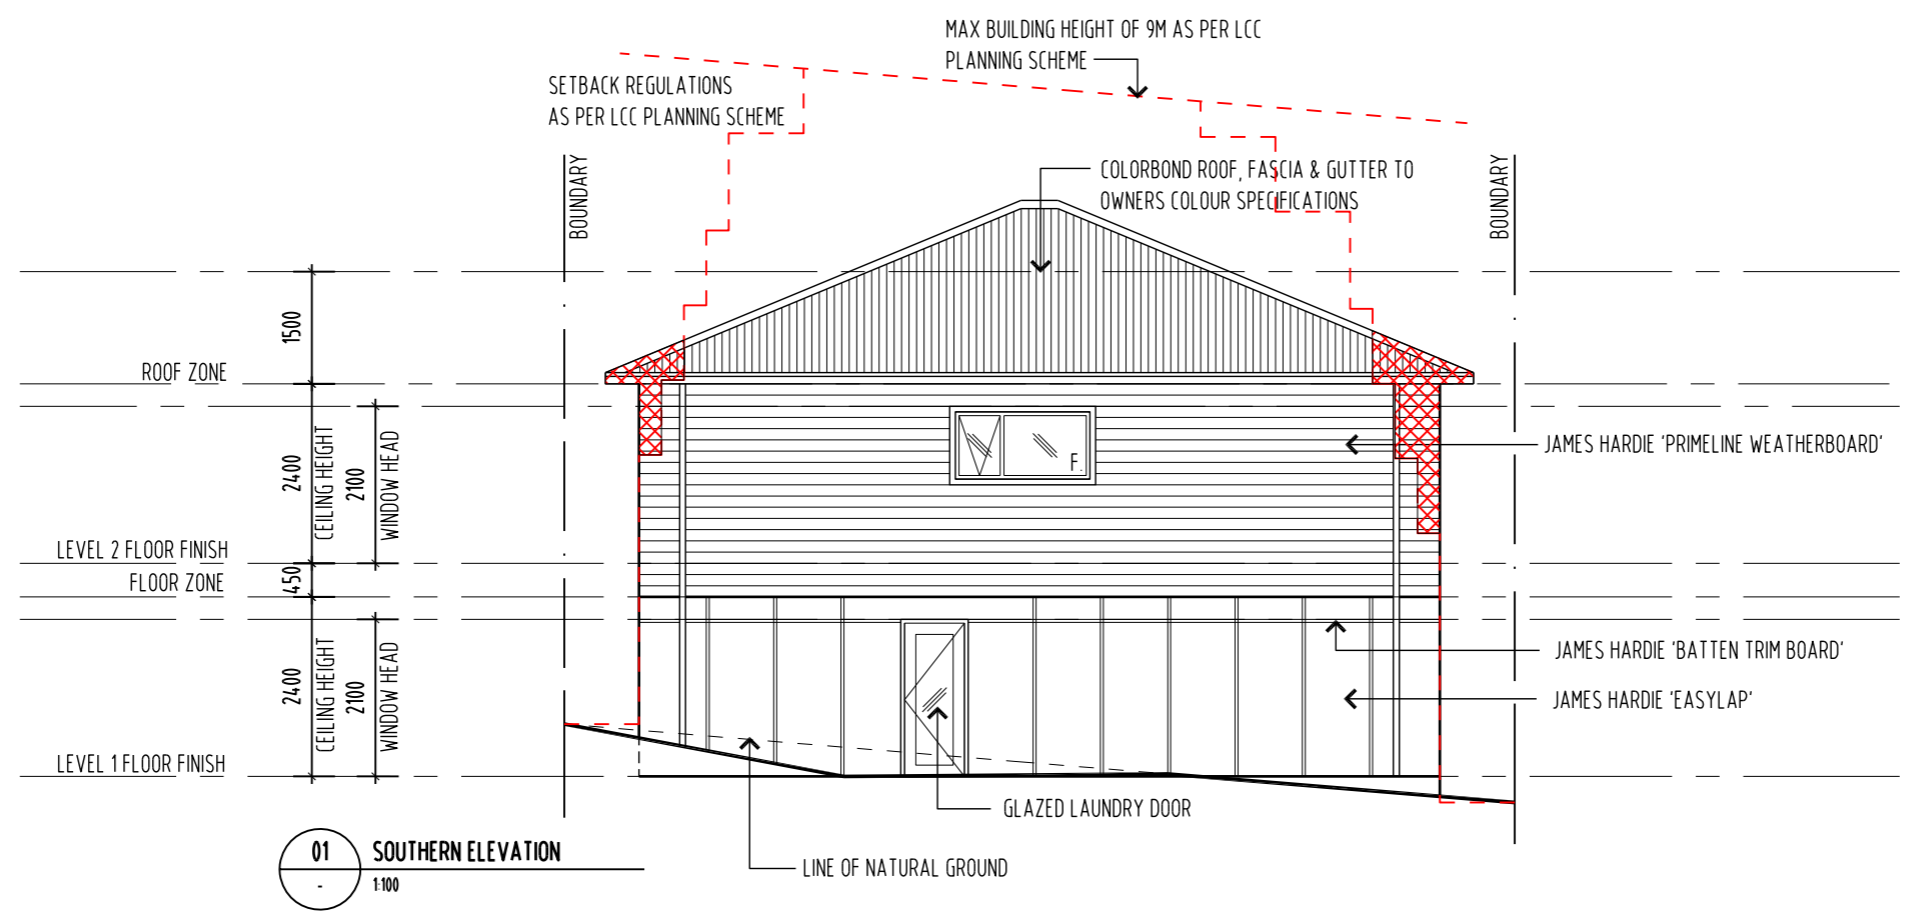 MAX BUILDING HEIGHT OF 9M AS PER LCC
PLANNING SCHEME
SETBACK REGULATIONS
AS PER LCC PLANNING SCHEME
BOUNDARY
BOUNDARY
COLORBOND ROOF, FASCIA & GUTTER TO
OWNERS COLOUR SPECIFICATIONS
1500
ROOF ZONE
2400
CEILING HEIGHT
2100
WINDOW HEAD
F.
JAMES HARDIE 'PRIMELINE WEATHERBOARD'
LEVEL 2 FLOOR FINISH
FLOOR ZONE
450
2400
CEILING HEIGHT
2100
WINDOW HEAD
JAMES HARDIE 'BATTEN TRIM BOARD'
JAMES HARDIE 'EASYLAP'
LEVEL 1 FLOOR FINISH
GLAZED LAUNDRY DOOR
LINE OF NATURAL GROUND
01
-
SOUTHERN ELEVATION
1:100